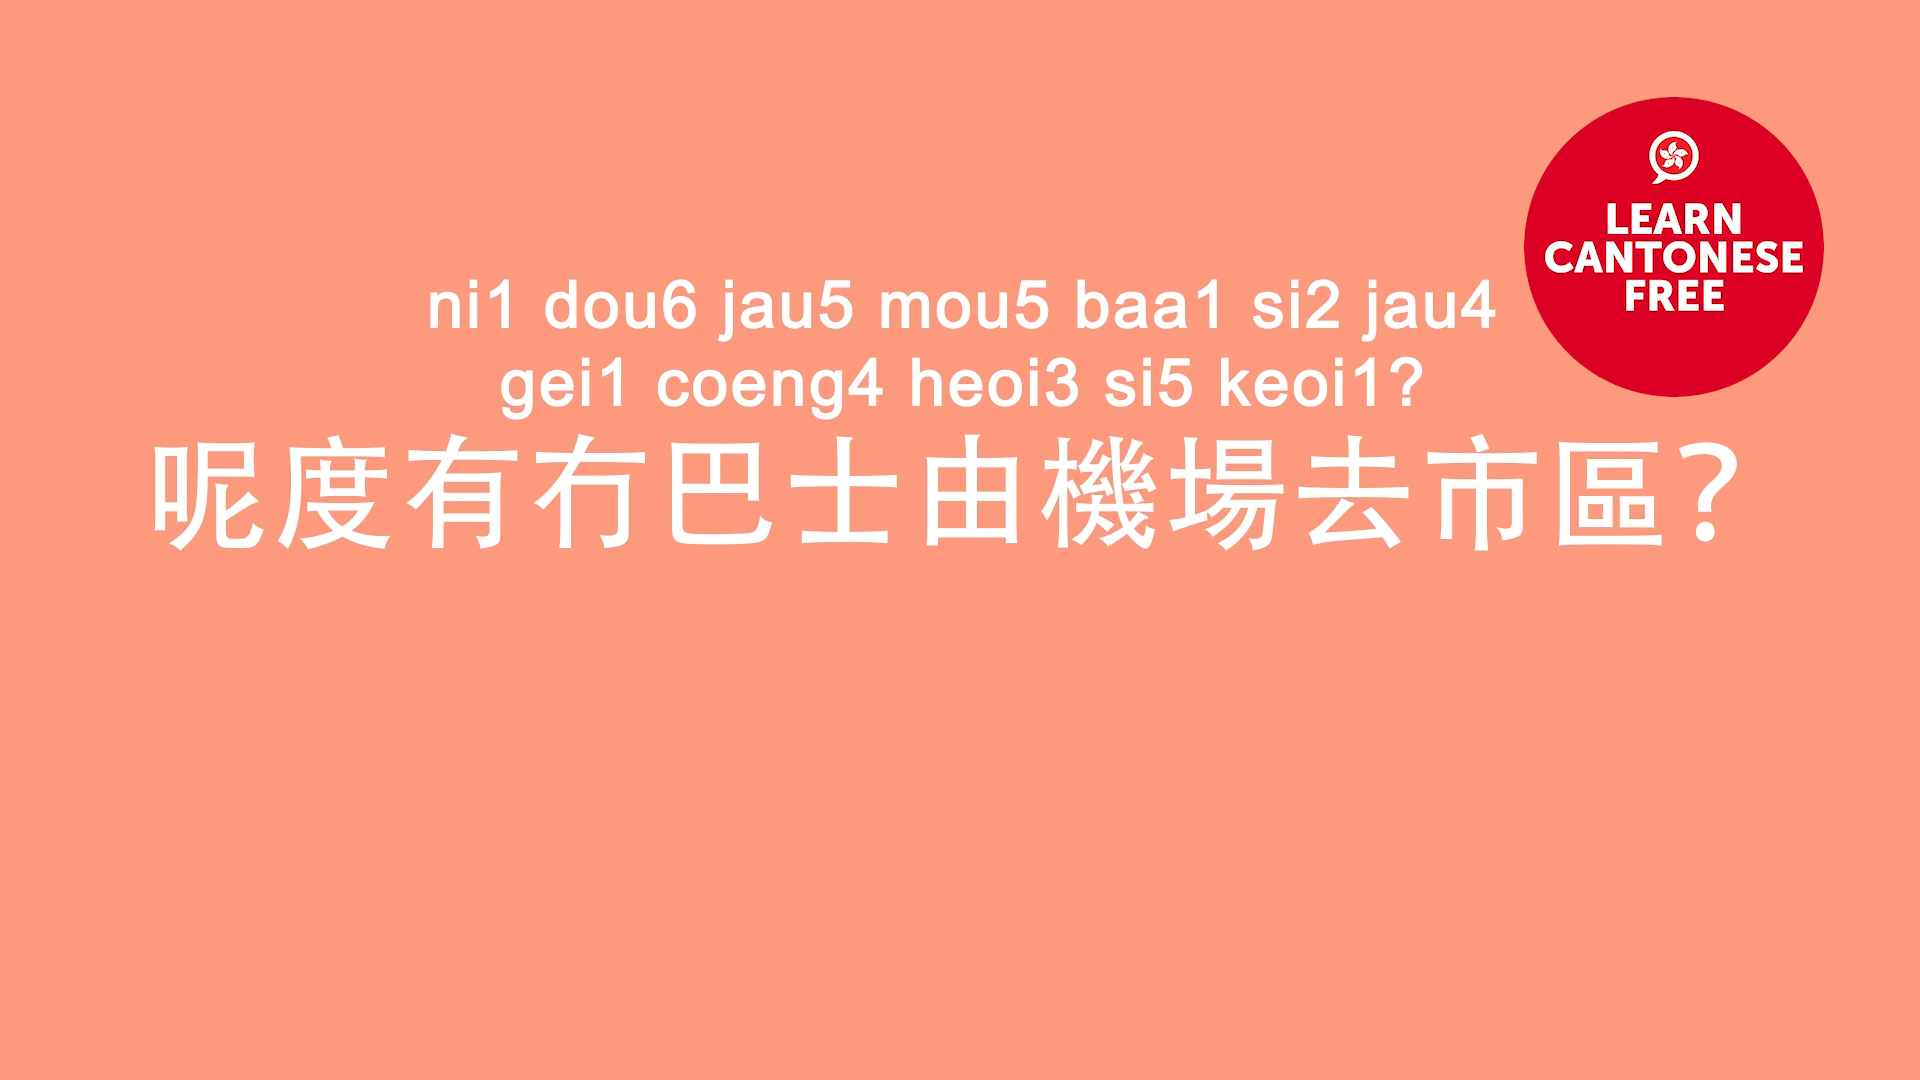 ni1 dou6 jau5 mou5 baa1 si2 jau4
gei1 coeng4 heoi3 si5 keoi1?
呢度有冇巴士由機場去市區?
LEARN
CANTONESE
FREE